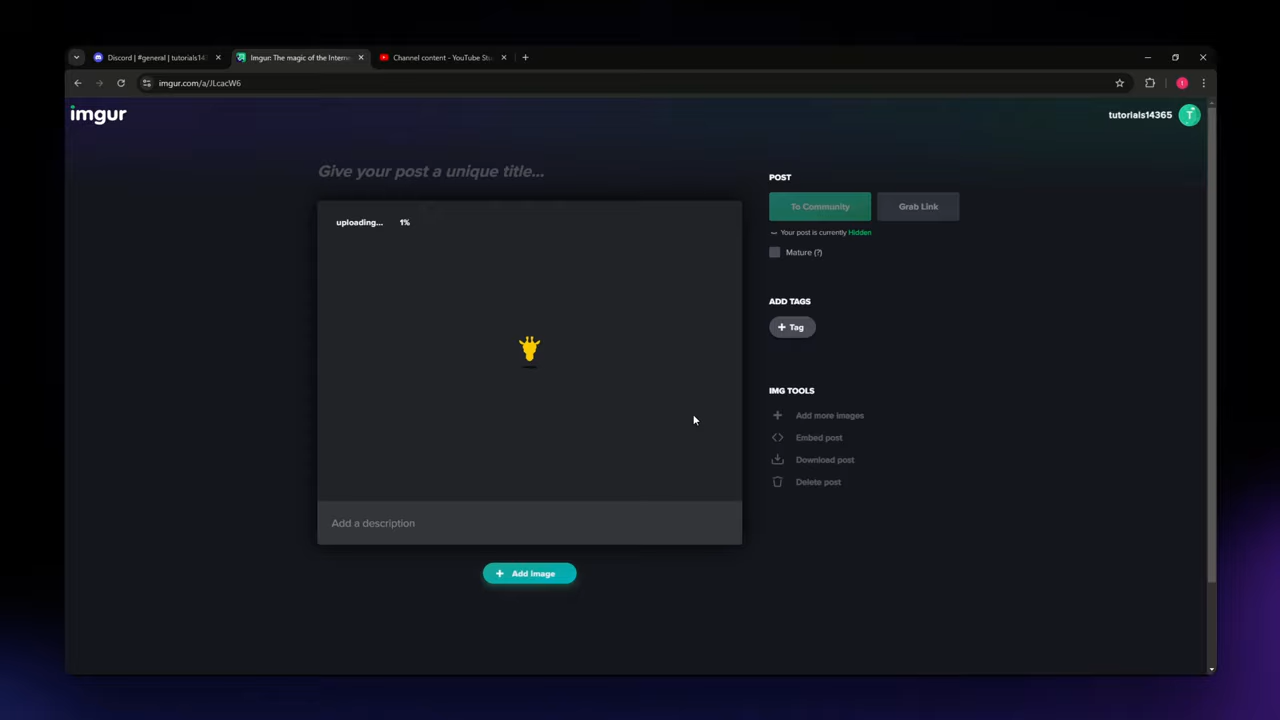 Discord | #general | tutorials14
Imgur: The magic of the Interne
Channel content - YouTube Stu
imgur.com/a/JLcacW6
imgur
tutorials14365
T
Give your post a unique title...
POST
uploading... 1%
To Community
Grab Link
Your post is currently Hidden
Mature (?)
ADD TAGS
+ Tag
IMG TOOLS
Add more images
Embed post
Download post
Delete post
Add a description
+ Add image